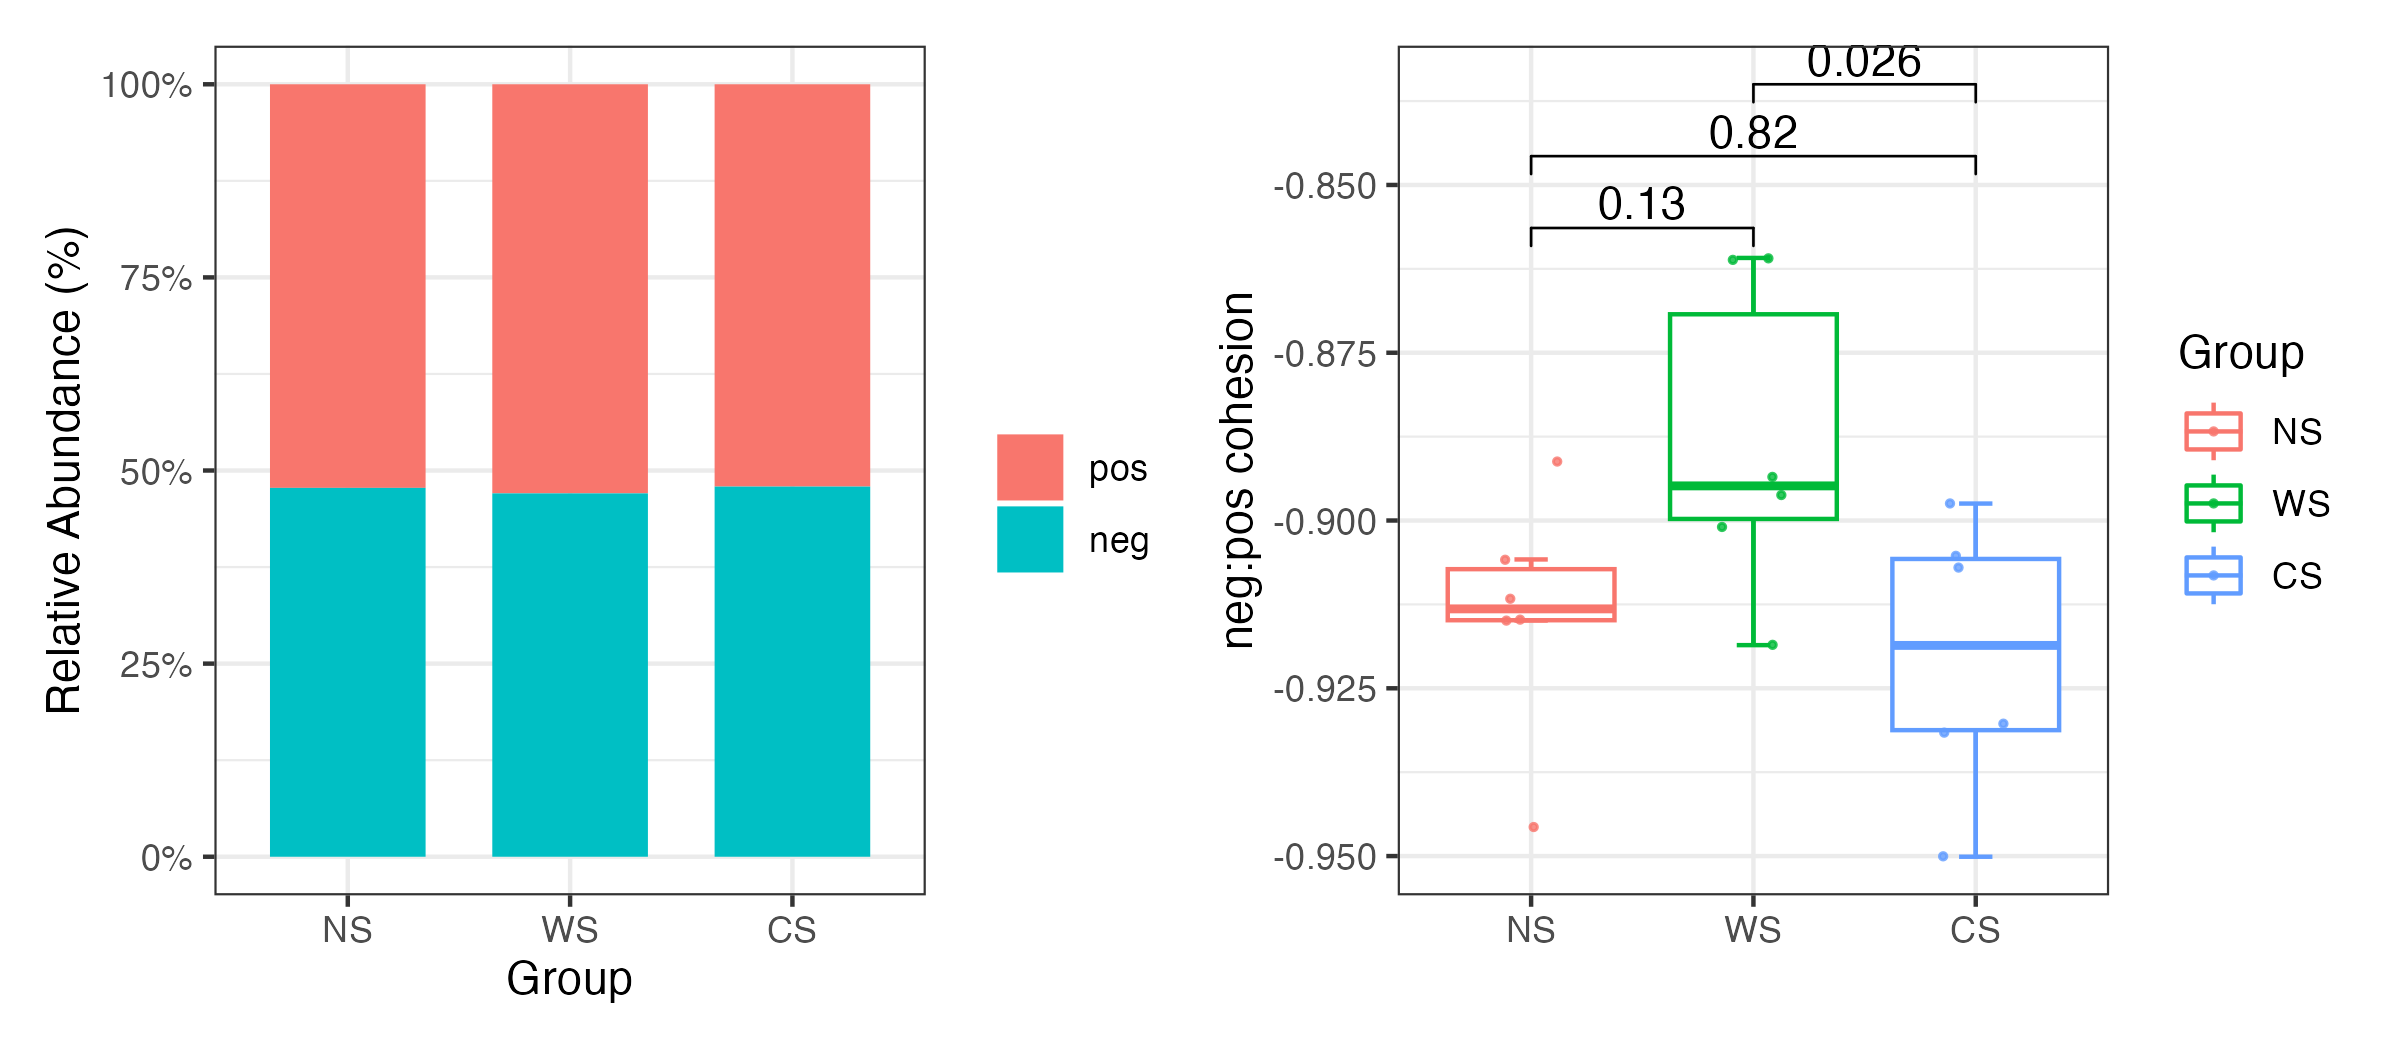 Relative Abundance (%)
100%
75%
50%
25%
0%
NS
WS
CS
Group
pos
neg
neg:pos cohesion
-0.850
-0.875
-0.900
-0.925
-0.950
0.026
0.82
0.13
NS
WS
CS
Group
NS
WS
CS